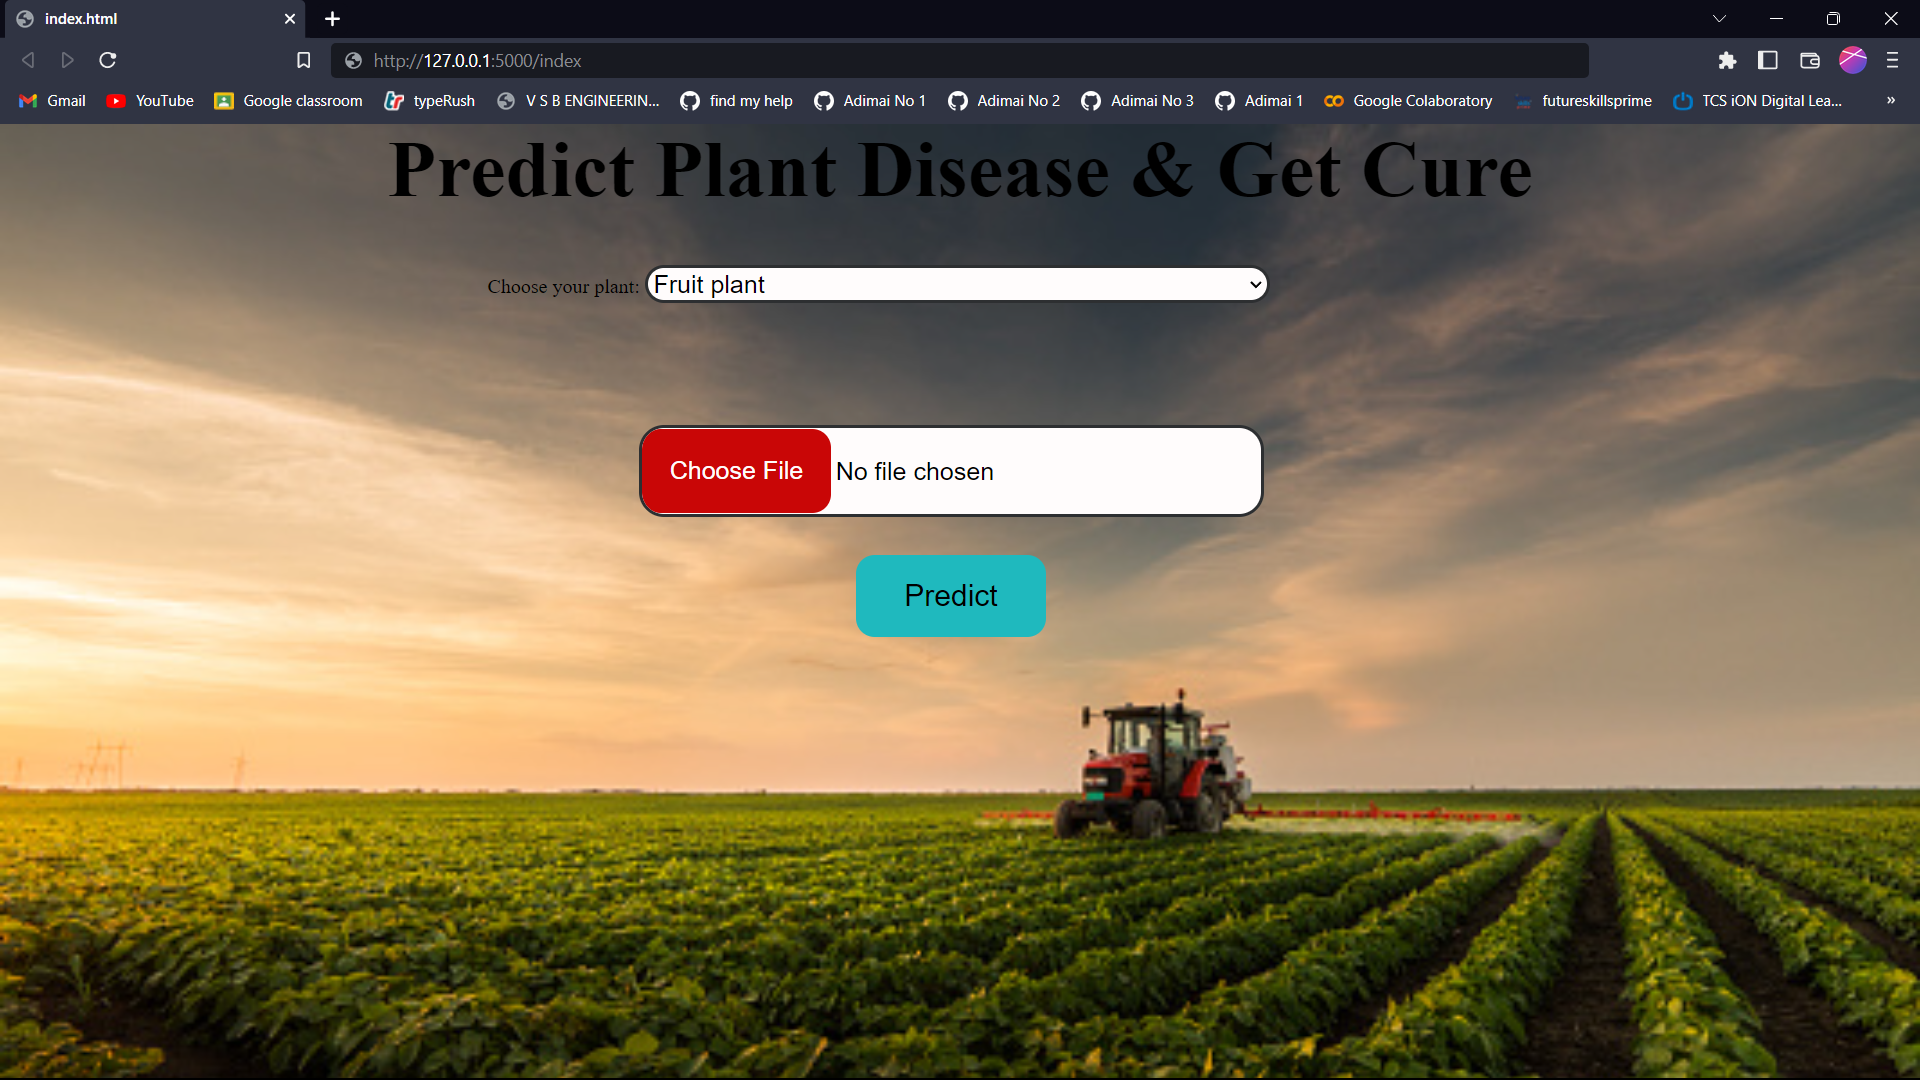 index.html
http://127.0.0.1:5000/index
Gmail YouTube Google classroom typeRush V S B ENGINEERIN... find my help Adimai No 1 Adimai No 2 Adimai No 3 Adimai 1 Google Colaboratory futureskillsprime TCS iON Digital Lea... »
Predict Plant Disease & Get Cure
Choose your plant: Fruit plant
Choose File No file chosen
Predict